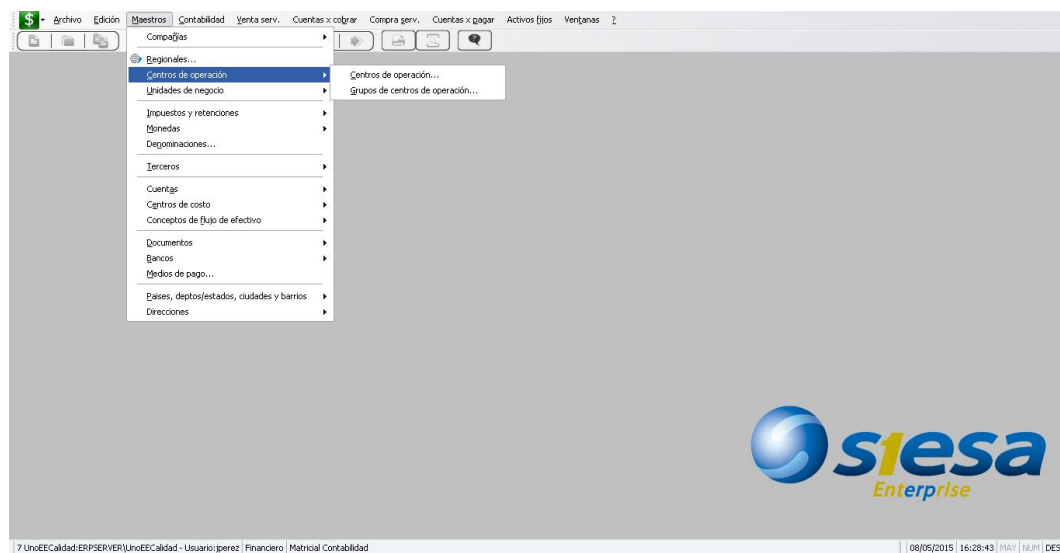 $ Archivo Edición Maestros Contabilidad Venta serv. Cuentas x cobrar Compra serv. Cuentas x pagar Activos fijos Ventanas ?
Compañías
Regionales...
Centros de operación Centros de operación...
Unidades de negocio Grupos de centros de operación...
Impuestos y retenciones
Monedas
Denominaciones...
Terceros
Cuentas
Centros de costo
Conceptos de flujo de efectivo
Documentos
Bancos
Medios de pago...
Paises, deptos/estados, ciudades y barrios
Direcciones
s1esa
Enterprise
7 UnoEECalidad:ERPSERVER\UnoEECalidad - Usuario:jperez Financiero Matricial Contabilidad 08/05/2015 16:28:43 MAY NUM DES